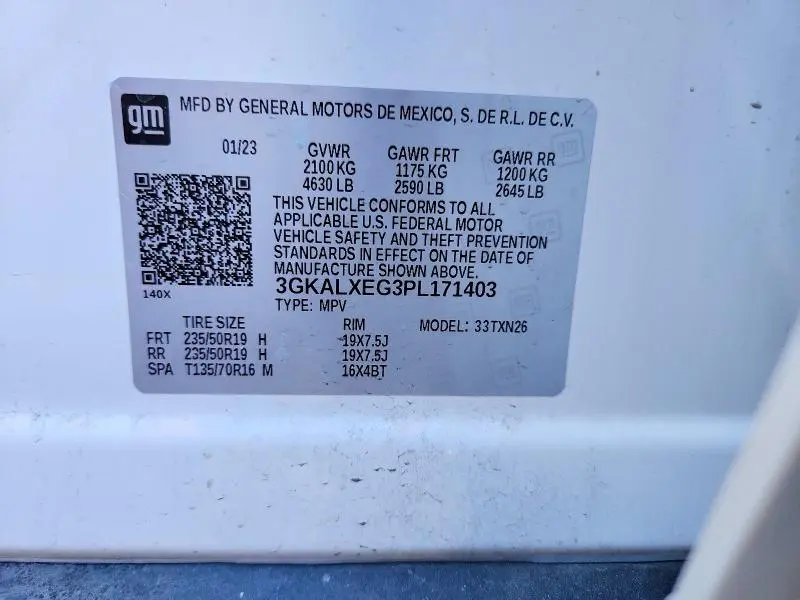 gm
MFD BY GENERAL MOTORS DE MEXICO, S. DE R.L. DE C.V.
01/23 GVWR GAWR FRT GAWR RR
2100 KG 1175 KG 1200 KG
4630 LB 2590 LB 2645 LB
THIS VEHICLE CONFORMS TO ALL
APPLICABLE U.S. FEDERAL MOTOR
VEHICLE SAFETY AND THEFT PREVENTION
STANDARDS IN EFFECT ON THE DATE OF
MANUFACTURE SHOWN ABOVE.
140X
3GKALXEG3PL171403
TYPE: MPV
TIRE SIZE RIM MODEL: 33TXN26
FRT 235/50R19 H 19X7.5J
RR 235/50R19 H 19X7.5J
SPA T135/70R16 M 16X4BT